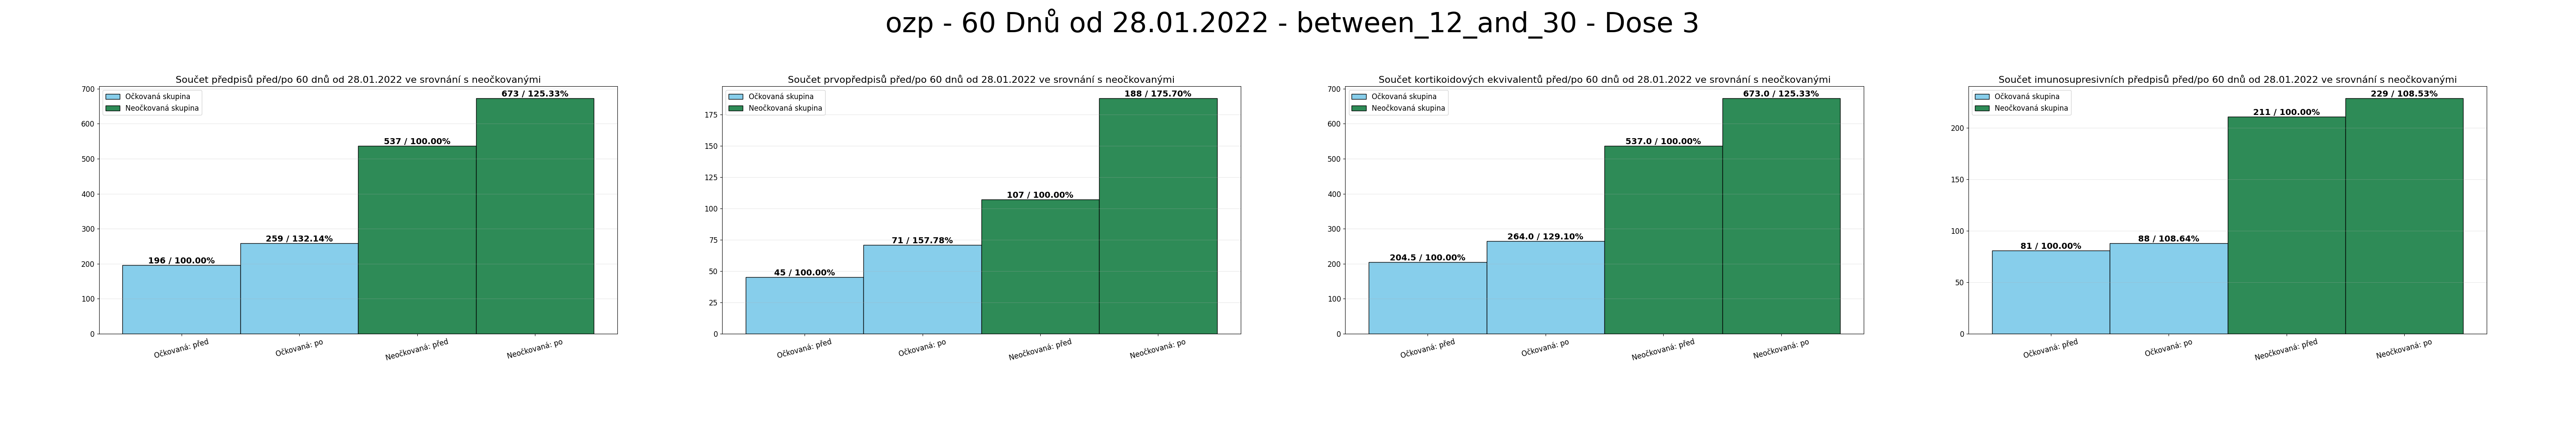 ozp - 60 Dnů od 28.01.2022 - between_12_and_30 - Dose 3
Součet předpisů před/po 60 dnů od 28.01.2022 ve srovnání s neočkovanými
Očkovaná skupina
Neočkovaná skupina
700
600
500
400
300
200
100
0
196 / 100.00%
259 / 132.14%
537 / 100.00%
673 / 125.33%
Očkovaná: před
Očkovaná: po
Neočkovaná: před
Neočkovaná: po
Součet prvopředpisů před/po 60 dnů od 28.01.2022 ve srovnání s neočkovanými
Očkovaná skupina
Neočkovaná skupina
175
150
125
100
75
50
25
0
45 / 100.00%
71 / 157.78%
107 / 100.00%
188 / 175.70%
Očkovaná: před
Očkovaná: po
Neočkovaná: před
Neočkovaná: po
Součet kortikoidových ekvivalentů před/po 60 dnů od 28.01.2022 ve srovnání s neočkovanými
Očkovaná skupina
Neočkovaná skupina
700
600
500
400
300
200
100
0
204.5 / 100.00%
264.0 / 129.10%
537.0 / 100.00%
673.0 / 125.33%
Očkovaná: před
Očkovaná: po
Neočkovaná: před
Neočkovaná: po
Součet imunosupresivních předpisů před/po 60 dnů od 28.01.2022 ve srovnání s neočkovanými
Očkovaná skupina
Neočkovaná skupina
200
150
100
50
0
81 / 100.00%
88 / 108.64%
211 / 100.00%
229 / 108.53%
Očkovaná: před
Očkovaná: po
Neočkovaná: před
Neočkovaná: po